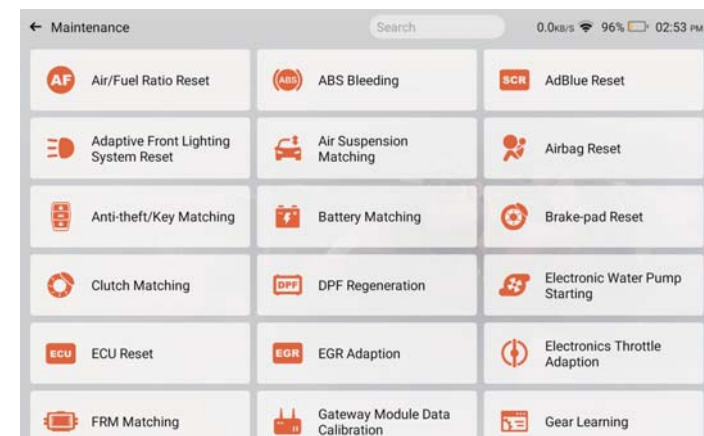 ← Maintenance Search 0.0KB/S 96% 02:53 PM
AF Air/Fuel Ratio Reset
ABS ABS Bleeding
SCR AdBlue Reset
Adaptive Front Lighting
System Reset
Air Suspension
Matching
Airbag Reset
Anti-theft/Key Matching
Battery Matching
Brake-pad Reset
Clutch Matching
DPF DPF Regeneration
Electronic Water Pump
Starting
ECU ECU Reset
EGR EGR Adaption
Electronics Throttle
Adaption
FRM Matching
Gateway Module Data
Calibration
Gear Learning